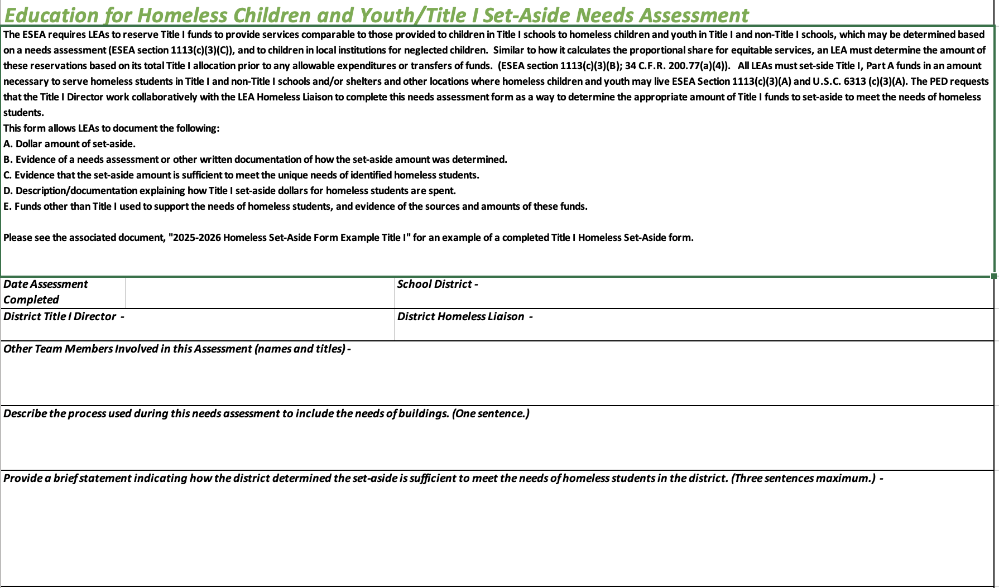 Education for Homeless Children and Youth/Title I Set-Aside Needs Assessment
The ESEA requires LEAs to reserve Title I funds to provide services comparable to those provided to children in Title I schools to homeless children and youth in Title I and non-Title I schools, which may be determined based
on a needs assessment (ESEA section 1113(c)(3)(C)), and to children in local institutions for neglected children.  Similar to how it calculates the proportional share for equitable services, an LEA must determine the amount of
these reservations based on its total Title I allocation prior to any allowable expenditures or transfers of funds.  (ESEA section 1113(c)(3)(B); 34 C.F.R. 200.77(a)(4)).   All LEAs must set-side Title I, Part A funds in an amount
necessary to serve homeless students in Title I and non-Title I schools and/or shelters and other locations where homeless children and youth may live ESEA Section 1113(c)(3)(A) and U.S.C. 6313 (c)(3)(A). The PED requests
that the Title I Director work collaboratively with the LEA Homeless Liaison to complete this needs assessment form as a way to determine the appropriate amount of Title I funds to set-aside to meet the needs of homeless
students.
This form allows LEAs to document the following:
A. Dollar amount of set-aside.
B. Evidence of a needs assessment or other written documentation of how the set-aside amount was determined.
C. Evidence that the set-aside amount is sufficient to meet the unique needs of identified homeless students.
D. Description/documentation explaining how Title I set-aside dollars for homeless students are spent.
E. Funds other than Title I used to support the needs of homeless students, and evidence of the sources and amounts of these funds.
Please see the associated document, "2025-2026 Homeless Set-Aside Form Example Title I" for an example of a completed Title I Homeless Set-Aside form.
Date Assessment
Completed
School District -
District Title I Director  -
District Homeless Liaison  -
Other Team Members Involved in this Assessment (names and titles) -
Describe the process used during this needs assessment to include the needs of buildings. (One sentence.)
Provide a brief statement indicating how the district determined the set-aside is sufficient to meet the needs of homeless students in the district. (Three sentences maximum.)  -